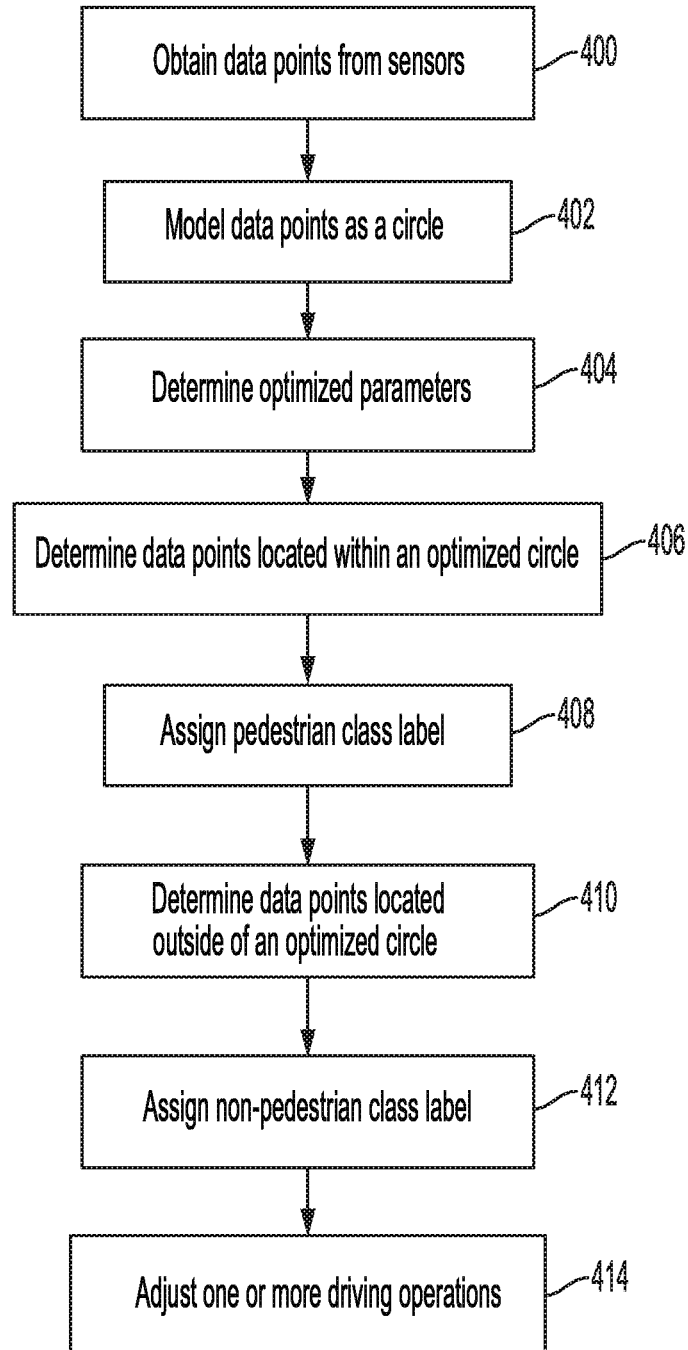 Obtain data points from sensors
400
Model data points as a circle
402
Determine optimized parameters
404
Determine data points located within an optimized circle
406
Assign pedestrian class label
408
Determine data points located
outside of an optimized circle
410
Assign non-pedestrian class label
412
Adjust one or more driving operations
414